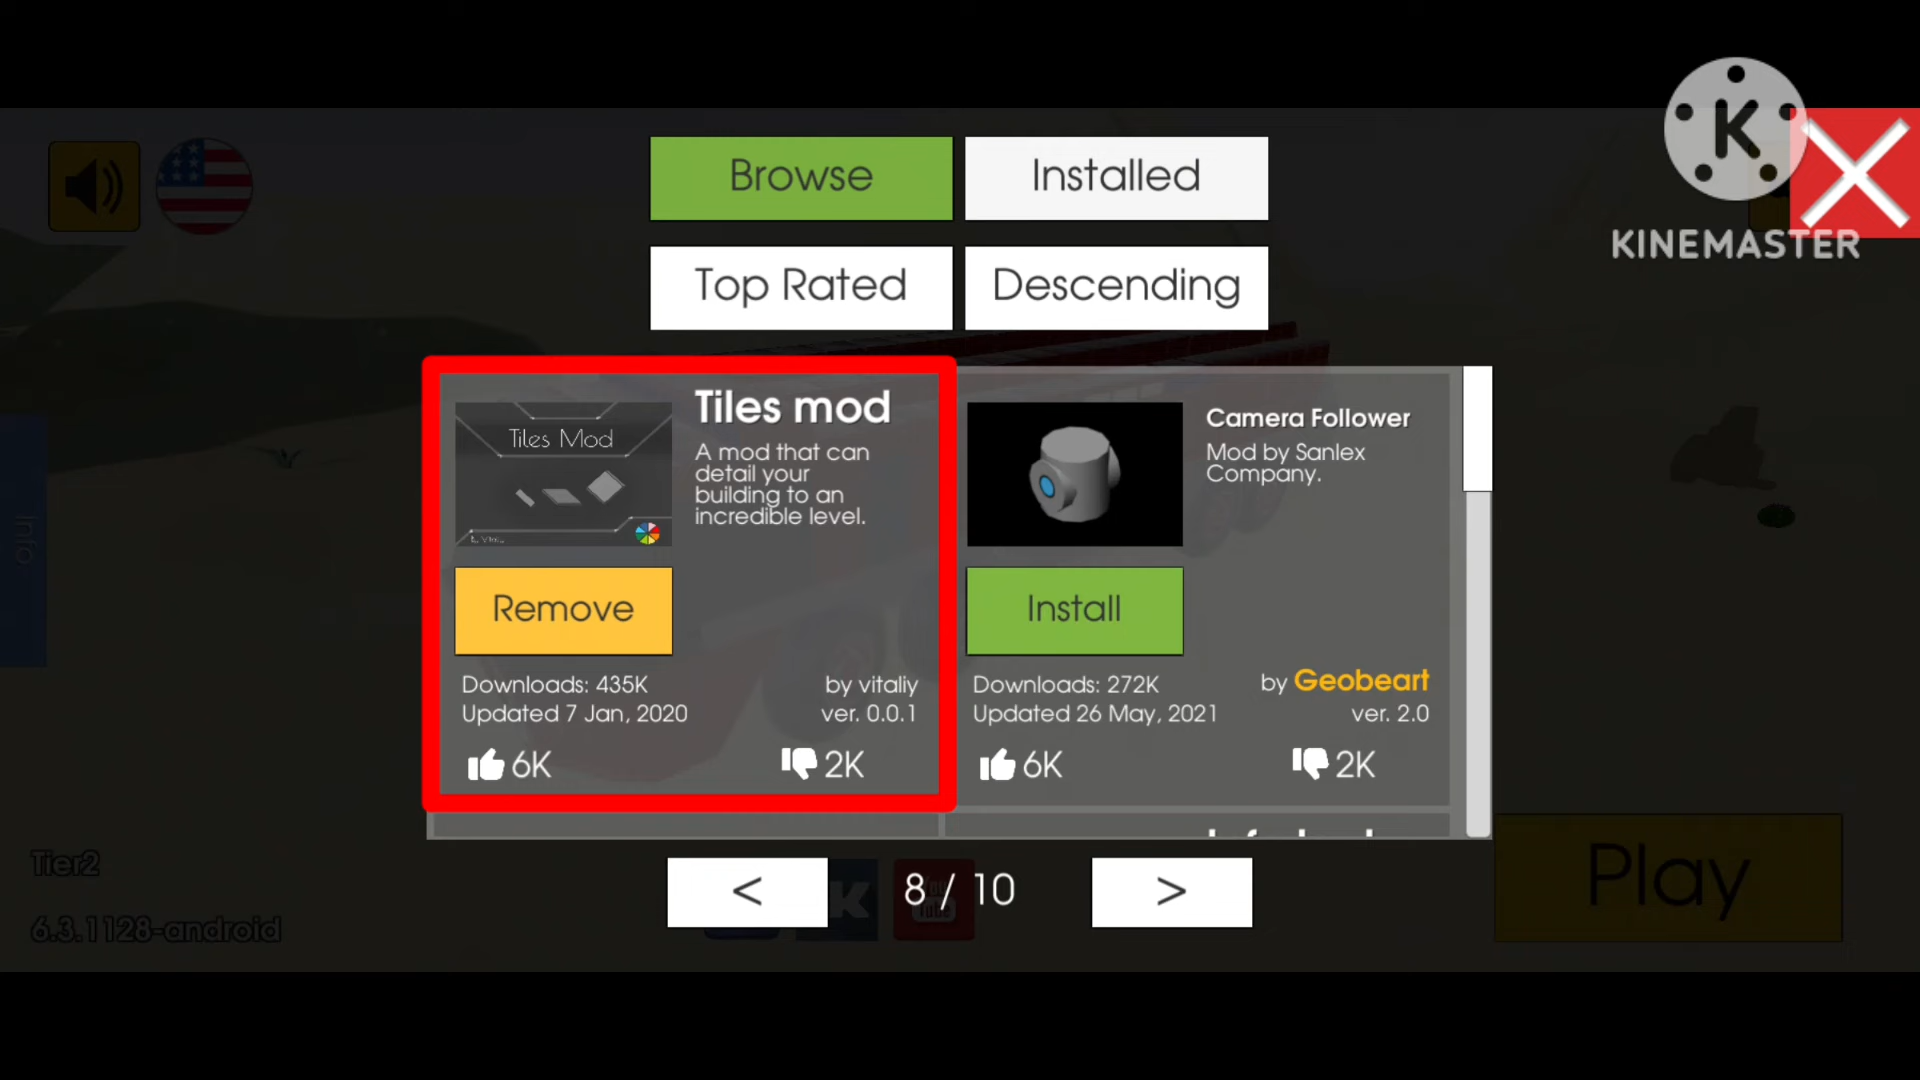 K
KINEMASTER
Browse
Installed
Top Rated
Descending
Tiles Mod
Tiles mod
A mod that can
detail your
building to an
incredible level.
Remove
Downloads: 435K
by vitaliy
Updated 7 Jan, 2020
ver. 0.0.1
6K
2K
Camera Follower
Mod by Sanlex
Company.
Install
Downloads: 272K
by Geobeart
Updated 26 May, 2021
ver. 2.0
6K
2K
Info
Tier2
6.3.1128-android
<
8 / 10
>
You
Tube
Play